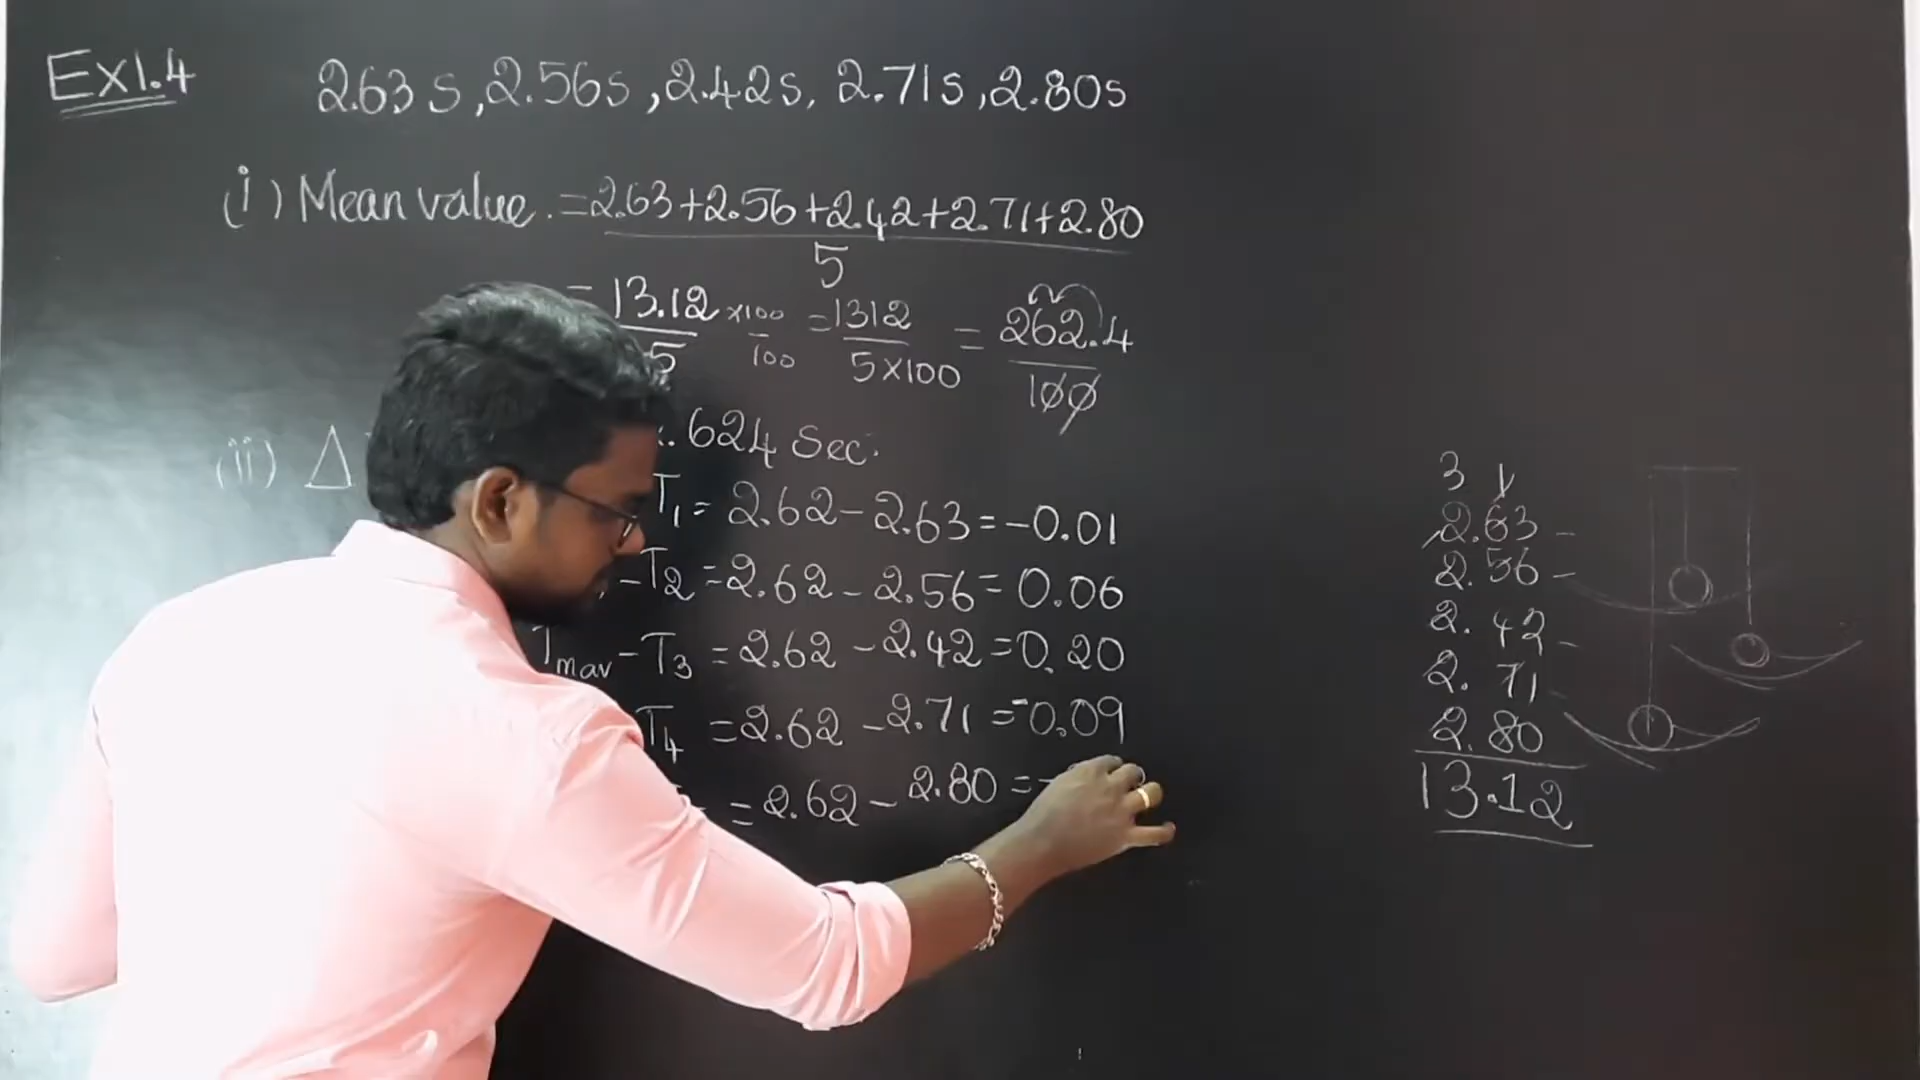 Ex1.4
2.63 s, 2.56s, 2.42s, 2.71s, 2.80s
(i) Mean value. = 2.63+2.56+2.42+2.71+2.80
5
= 13.12 ×100 = 1312 = 262.4
5 100 5×100 100
.624 Sec.
(ii) Δ
T1 = 2.62 - 2.63 = -0.01
- T2 = 2.62 - 2.56 = 0.06
Tmav - T3 = 2.62 - 2.42 = 0.20
T4 = 2.62 - 2.71 = -0.09
= 2.62 - 2.80 = -
3 1
2.63
2.56
2.42
2.71
2.80
13.12